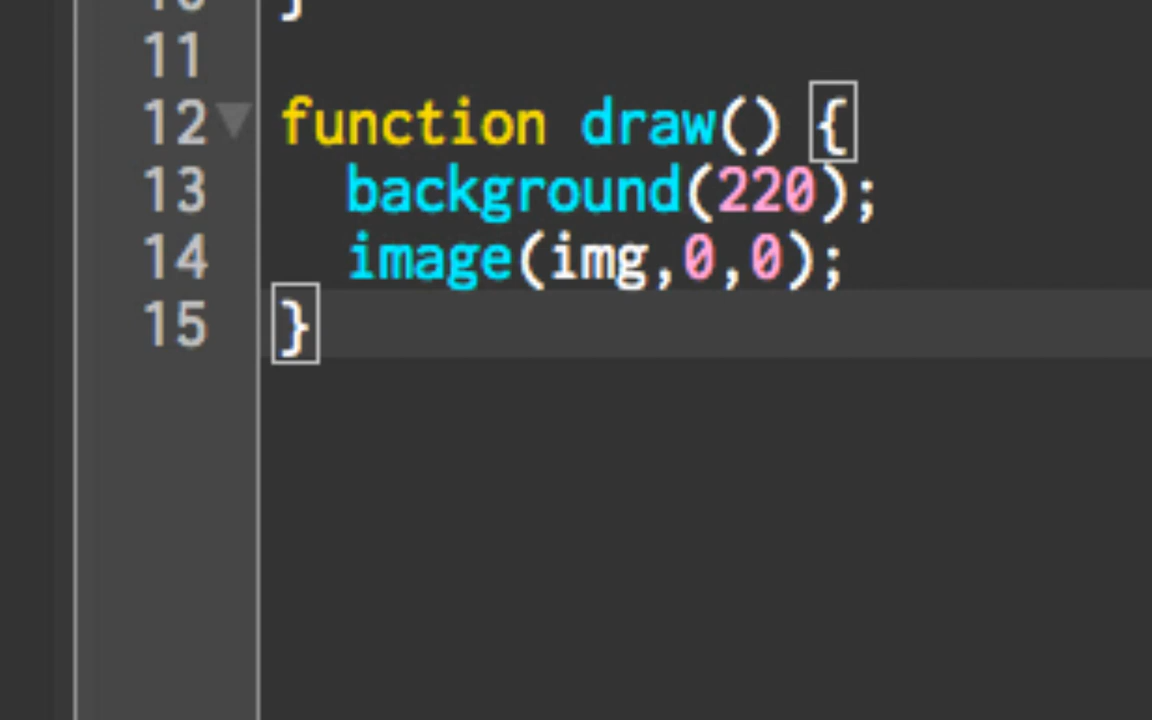 }
11
12 function draw() {
13 background(220);
14 image(img,0,0);
15 }